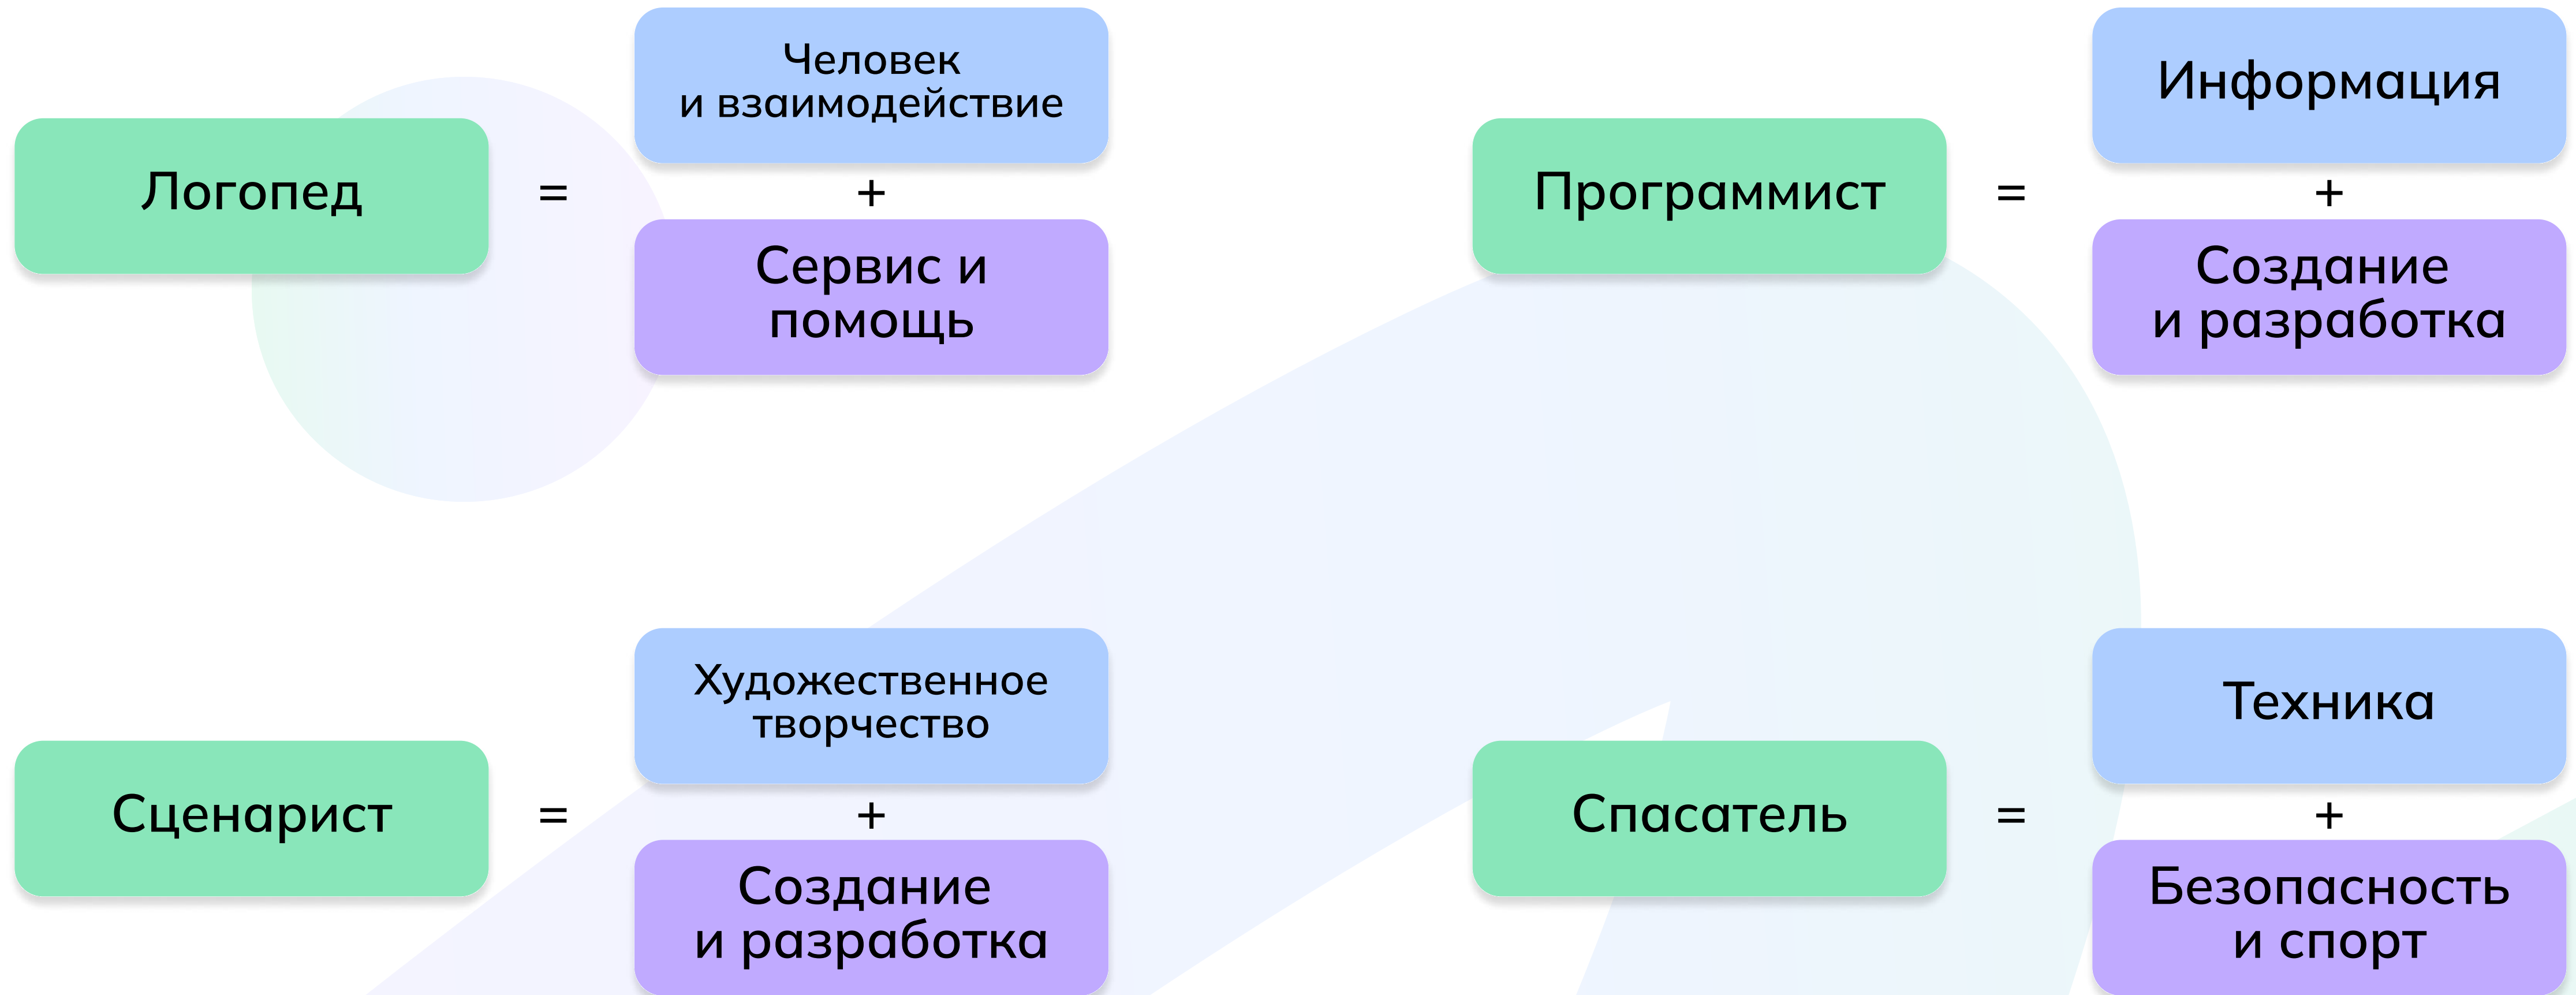 Логопед
=
Человек
и взаимодействие
+
Сервис и
помощь
Программист
=
Информация
+
Создание
и разработка
Сценарист
=
Художественное
творчество
+
Создание
и разработка
Спасатель
=
Техника
+
Безопасность
и спорт